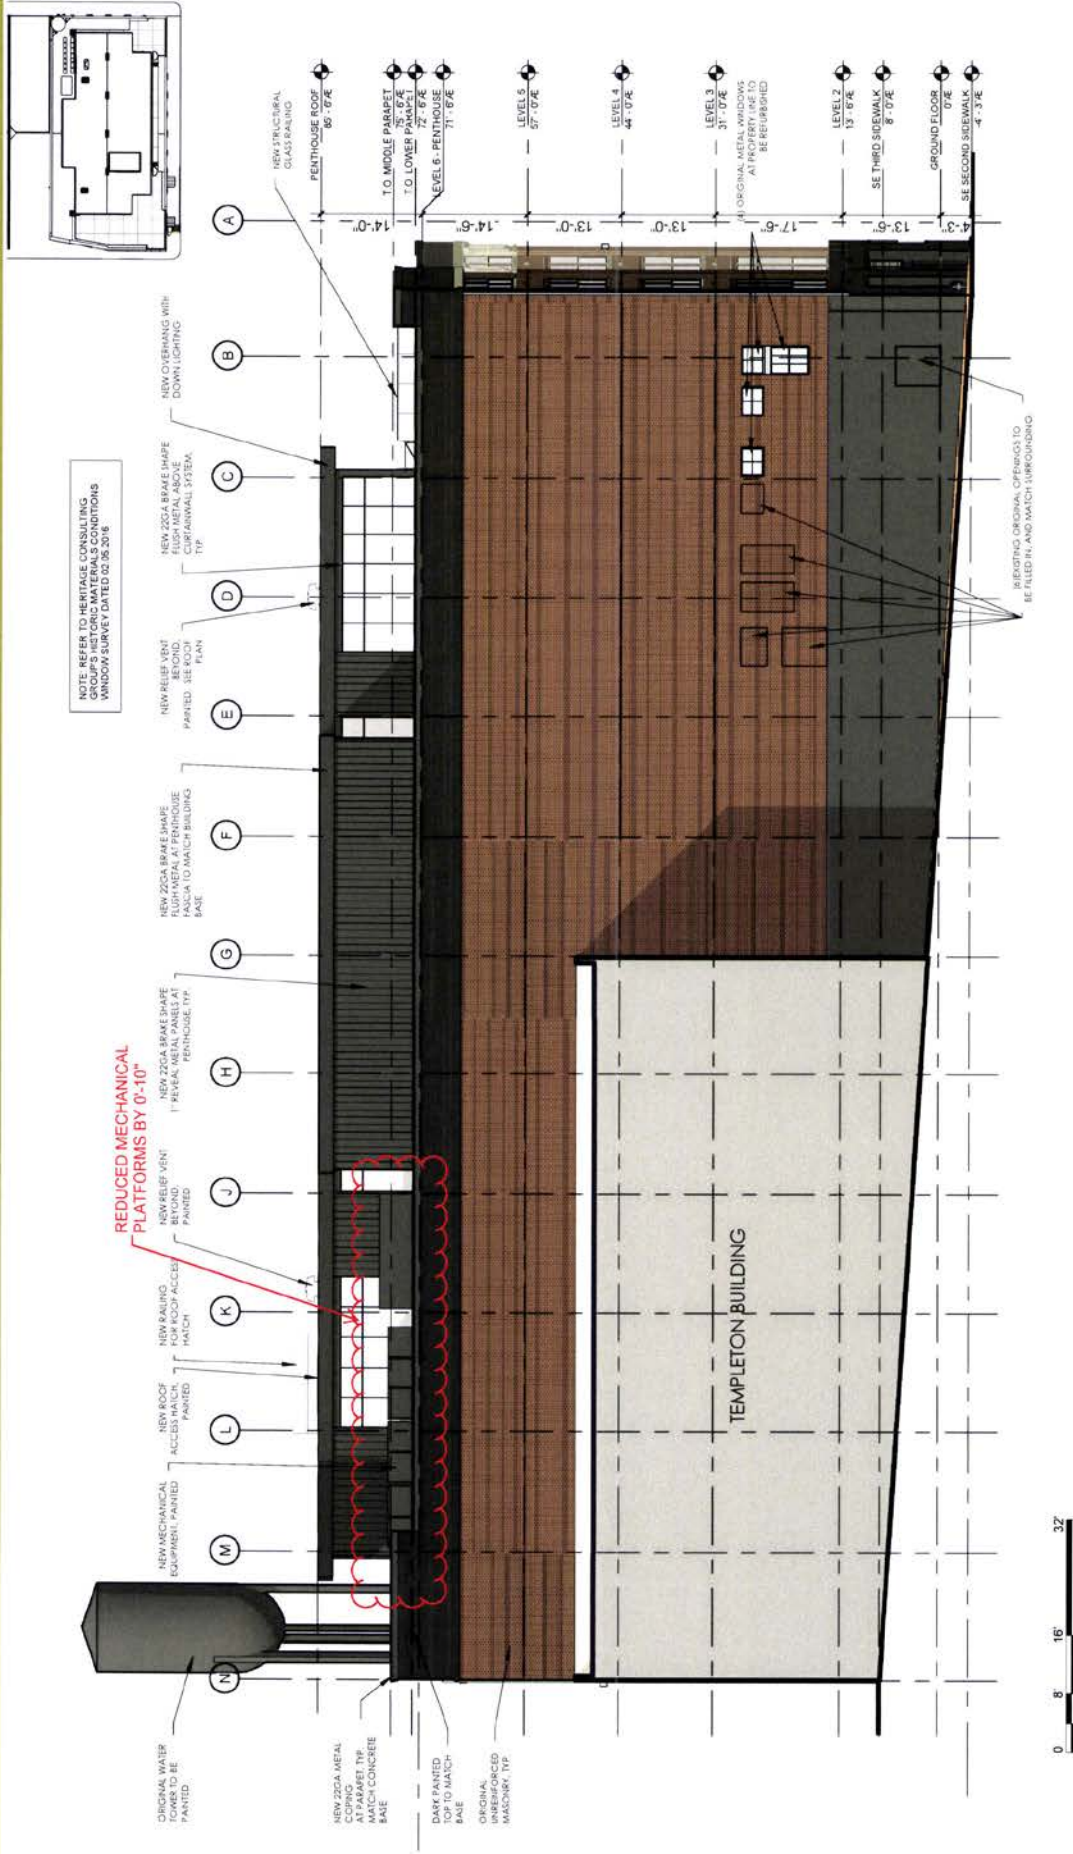 NOTE: REFER TO HERITAGE CONSULTING
GROUP'S HISTORIC MATERIALS CONDITIONS
WINDOW SURVEY DATED 02.05.2016
REDUCED MECHANICAL
PLATFORMS BY 0'-10"
ORIGINAL WATER
TOWER TO BE
PAINTED
NEW MECHANICAL
EQUIPMENT, PAINTED
NEW ROOF
ACCESS HATCH,
PAINTED
NEW RAILING
FOR ROOF ACCESS
HATCH
NEW RELIEF VENT
BEYOND,
PAINTED
NEW 22GA BRAKE SHAPE
1" REVEAL METAL PANELS AT
PENTHOUSE, TYP
NEW 22GA BRAKE SHAPE
FLUSH METAL AT PENTHOUSE
FASCIA TO MATCH BUILDING
BASE
NEW RELIEF VENT
BEYOND,
PAINTED. SEE ROOF
PLAN
NEW 22GA BRAKE SHAPE
FLUSH METAL ABOVE
CURTAINWALL SYSTEM,
TYP
NEW OVERHANG WITH
DOWN LIGHTING
NEW STRUCTURAL
GLASS RAILING
N
M
L
K
J
H
G
F
E
D
C
B
A
PENTHOUSE ROOF
85' - 6"Æ
T.O MIDDLE PARAPET
75' - 6"Æ
T.O LOWER PARAPET
72' - 6"Æ
LEVEL 6 - PENTHOUSE
71' - 6"Æ
LEVEL 5
57' - 0"Æ
LEVEL 4
44' - 0"Æ
LEVEL 3
31' - 0"Æ
LEVEL 2
13' - 6"Æ
SE THIRD SIDEWALK
8' - 0"Æ
GROUND FLOOR
0"Æ
SE SECOND SIDEWALK
-4' - 3"Æ
14'-0"
14'-6"
13'-0"
13'-0"
17'-6"
13'-6"
4'-3"
(4) ORIGINAL METAL WINDOWS
AT PROPERTY LINE TO
BE REFURBISHED
NEW 22GA METAL
COPING
AT PARAPET, TYP
MATCH CONCRETE
BASE
DARK PAINTED
TOP TO MATCH
BASE
ORIGINAL
UNREINFORCED
MASONRY, TYP
TEMPLETON BUILDING
(6) EXISTING ORIGINAL OPENINGS TO
BE FILLED IN, AND MATCH SURROUNDING
0 8' 16' 32'